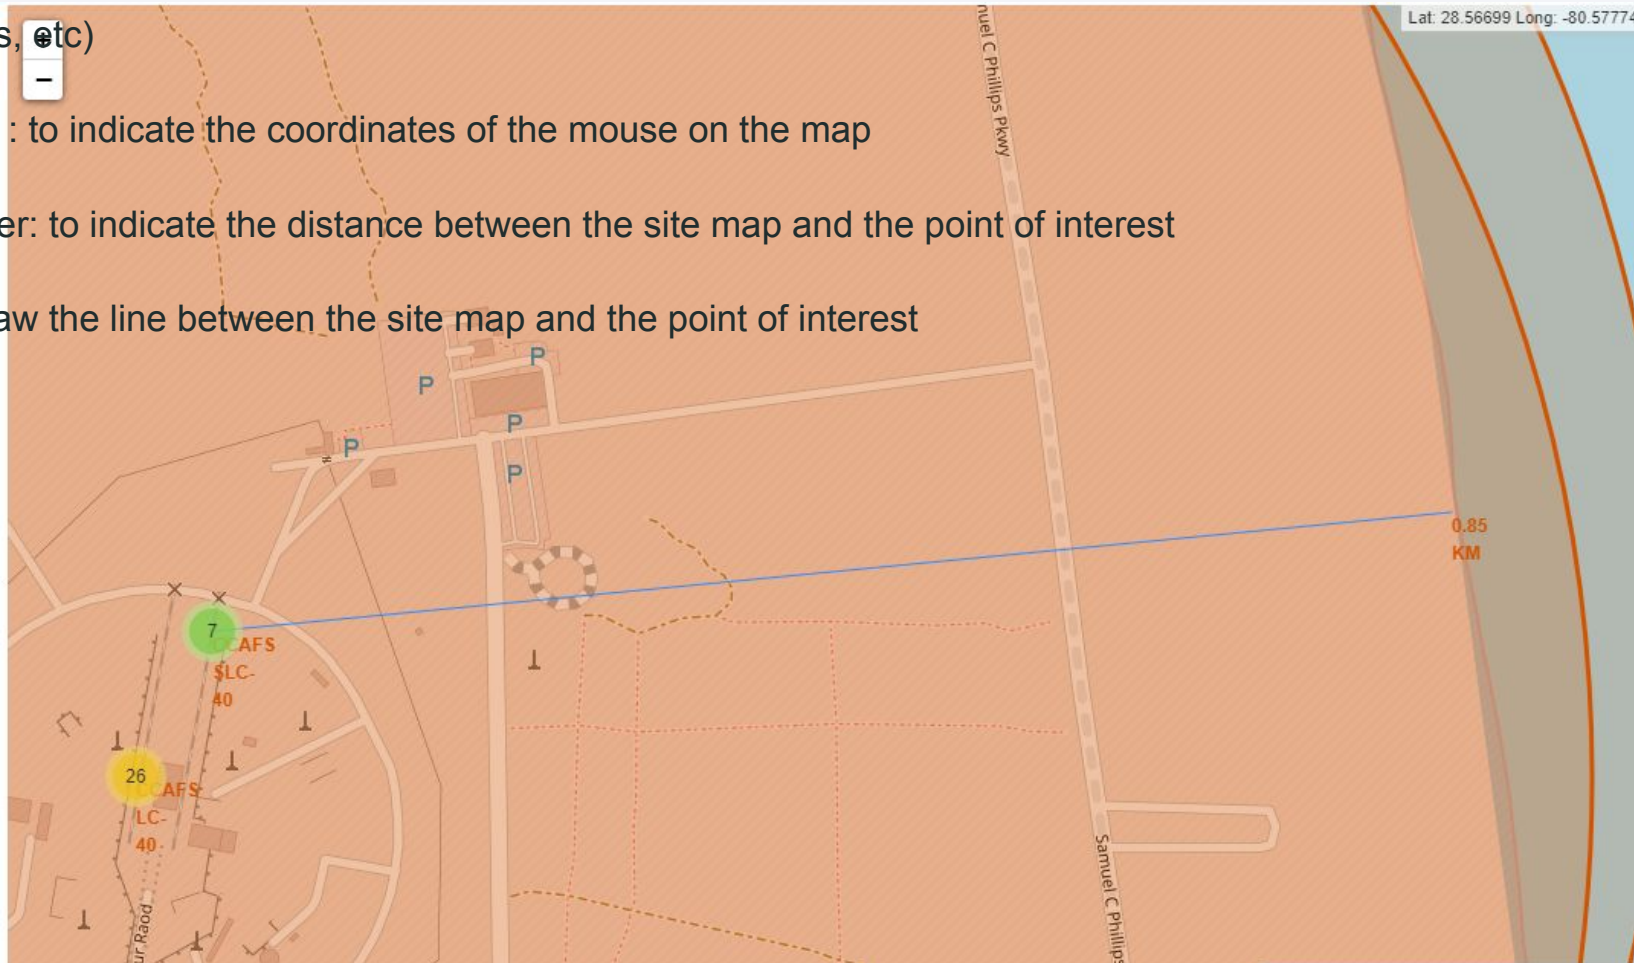 s, etc)
+
−
Lat: 28.56699 Long: -80.57774
: to indicate the coordinates of the mouse on the map
er: to indicate the distance between the site map and the point of interest
aw the line between the site map and the point of interest
nuel C Phillips Pkwy
P
P
P
P
P
0.85
KM
7
CCAFS
SLC-
40
26
CCAFS
LC-
40
Samuel C Phillips
ur Raod